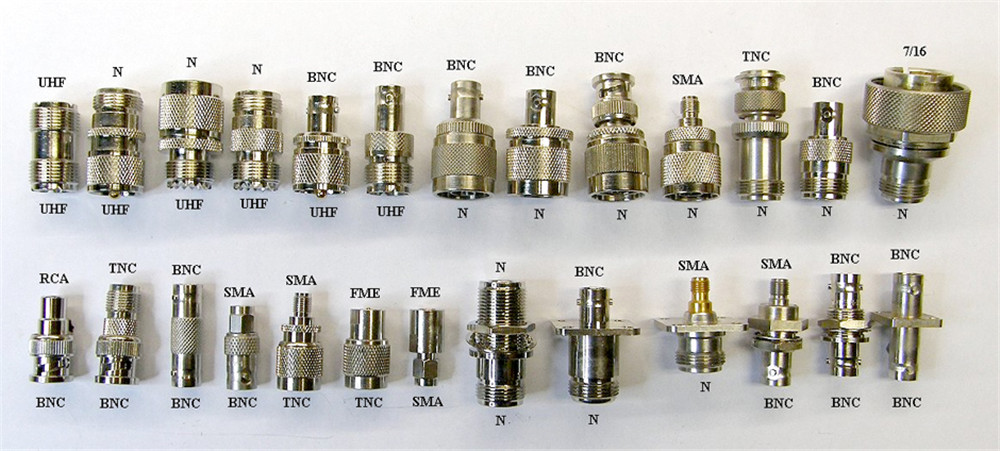 UHF N N N BNC BNC BNC BNC BNC SMA TNC BNC 7/16
UHF UHF UHF UHF UHF UHF N N N N N N N
RCA TNC BNC SMA SMA FME FME N BNC SMA SMA BNC BNC
BNC BNC BNC BNC TNC TNC SMA N N N BNC BNC BNC